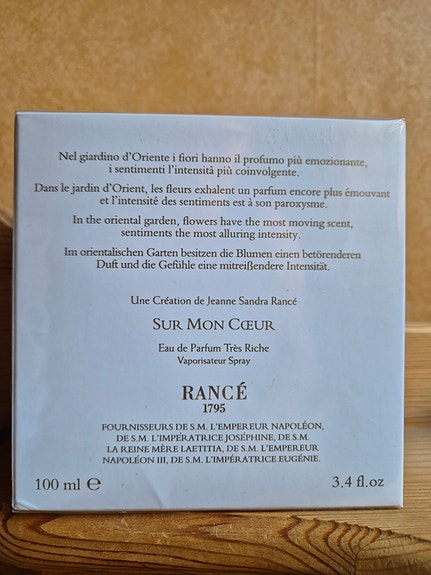 Nel giardino d'Oriente i fiori hanno il profumo più emozionante,
i sentimenti l'intensità più coinvolgente.
Dans le jardin d'Orient, les fleurs exhalent un parfum encore plus émouvant
et l'intensité des sentiments est à son paroxysme.
In the oriental garden, flowers have the most moving scent,
sentiments the most alluring intensity.
Im orientalischen Garten besitzen die Blumen einen betörenderen
Duft und die Gefühle eine mitreißendere Intensität.
Une Création de Jeanne Sandra Rancé
SUR MON CŒUR
Eau de Parfum Très Riche
Vaporisateur Spray
RANCÉ
1795
FOURNISSEURS DE S.M. L'EMPEREUR NAPOLÉON,
DE S.M. L'IMPÉRATRICE JOSÉPHINE, DE S.M.
LA REINE MÈRE LAETITIA, DE S.M. L'EMPEREUR
NAPOLÉON III, DE S.M. L'IMPÉRATRICE EUGÉNIE.
100 ml ℮ 3.4 fl.oz